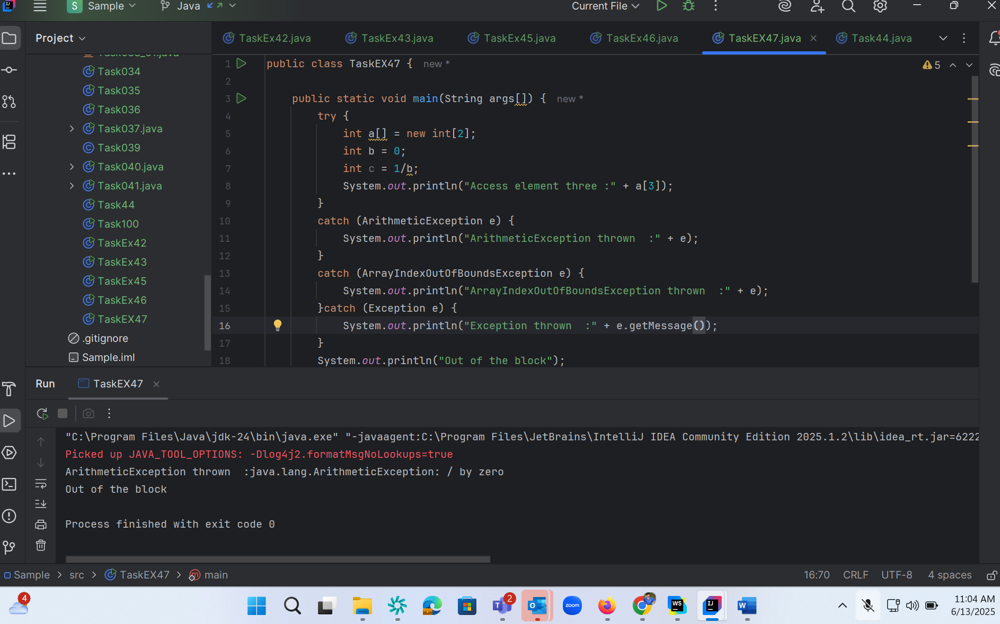 S Sample Java Current File
Project
TaskEx42.java TaskEx43.java TaskEx45.java TaskEx46.java TaskEX47.java Task44.java
Task034
Task035
Task036
Task037.java
Task039
Task040.java
Task041.java
Task44
Task100
TaskEx42
TaskEx43
TaskEx45
TaskEx46
TaskEX47
.gitignore
Sample.iml
5
1 public class TaskEX47 { new *
2
3 public static void main(String args[]) { new *
4 try {
5 int a[] = new int[2];
6 int b = 0;
7 int c = 1/b;
8 System.out.println("Access element three :" + a[3]);
9 }
10 catch (ArithmeticException e) {
11 System.out.println("ArithmeticException thrown  :" + e);
12 }
13 catch (ArrayIndexOutOfBoundsException e) {
14 System.out.println("ArrayIndexOutOfBoundsException thrown  :" + e);
15 }catch (Exception e) {
16 System.out.println("Exception thrown  :" + e.getMessage());
17 }
18 System.out.println("Out of the block");
Run TaskEX47
"C:\Program Files\Java\jdk-24\bin\java.exe" "-javaagent:C:\Program Files\JetBrains\IntelliJ IDEA Community Edition 2025.1.2\lib\idea_rt.jar=6222
Picked up JAVA_TOOL_OPTIONS: -Dlog4j2.formatMsgNoLookups=true
ArithmeticException thrown  :java.lang.ArithmeticException: / by zero
Out of the block
Process finished with exit code 0
Sample > src > TaskEX47 > main 16:70 CRLF UTF-8 4 spaces
4 2 zoom WS IJ W 11:04 AM
6/13/2025